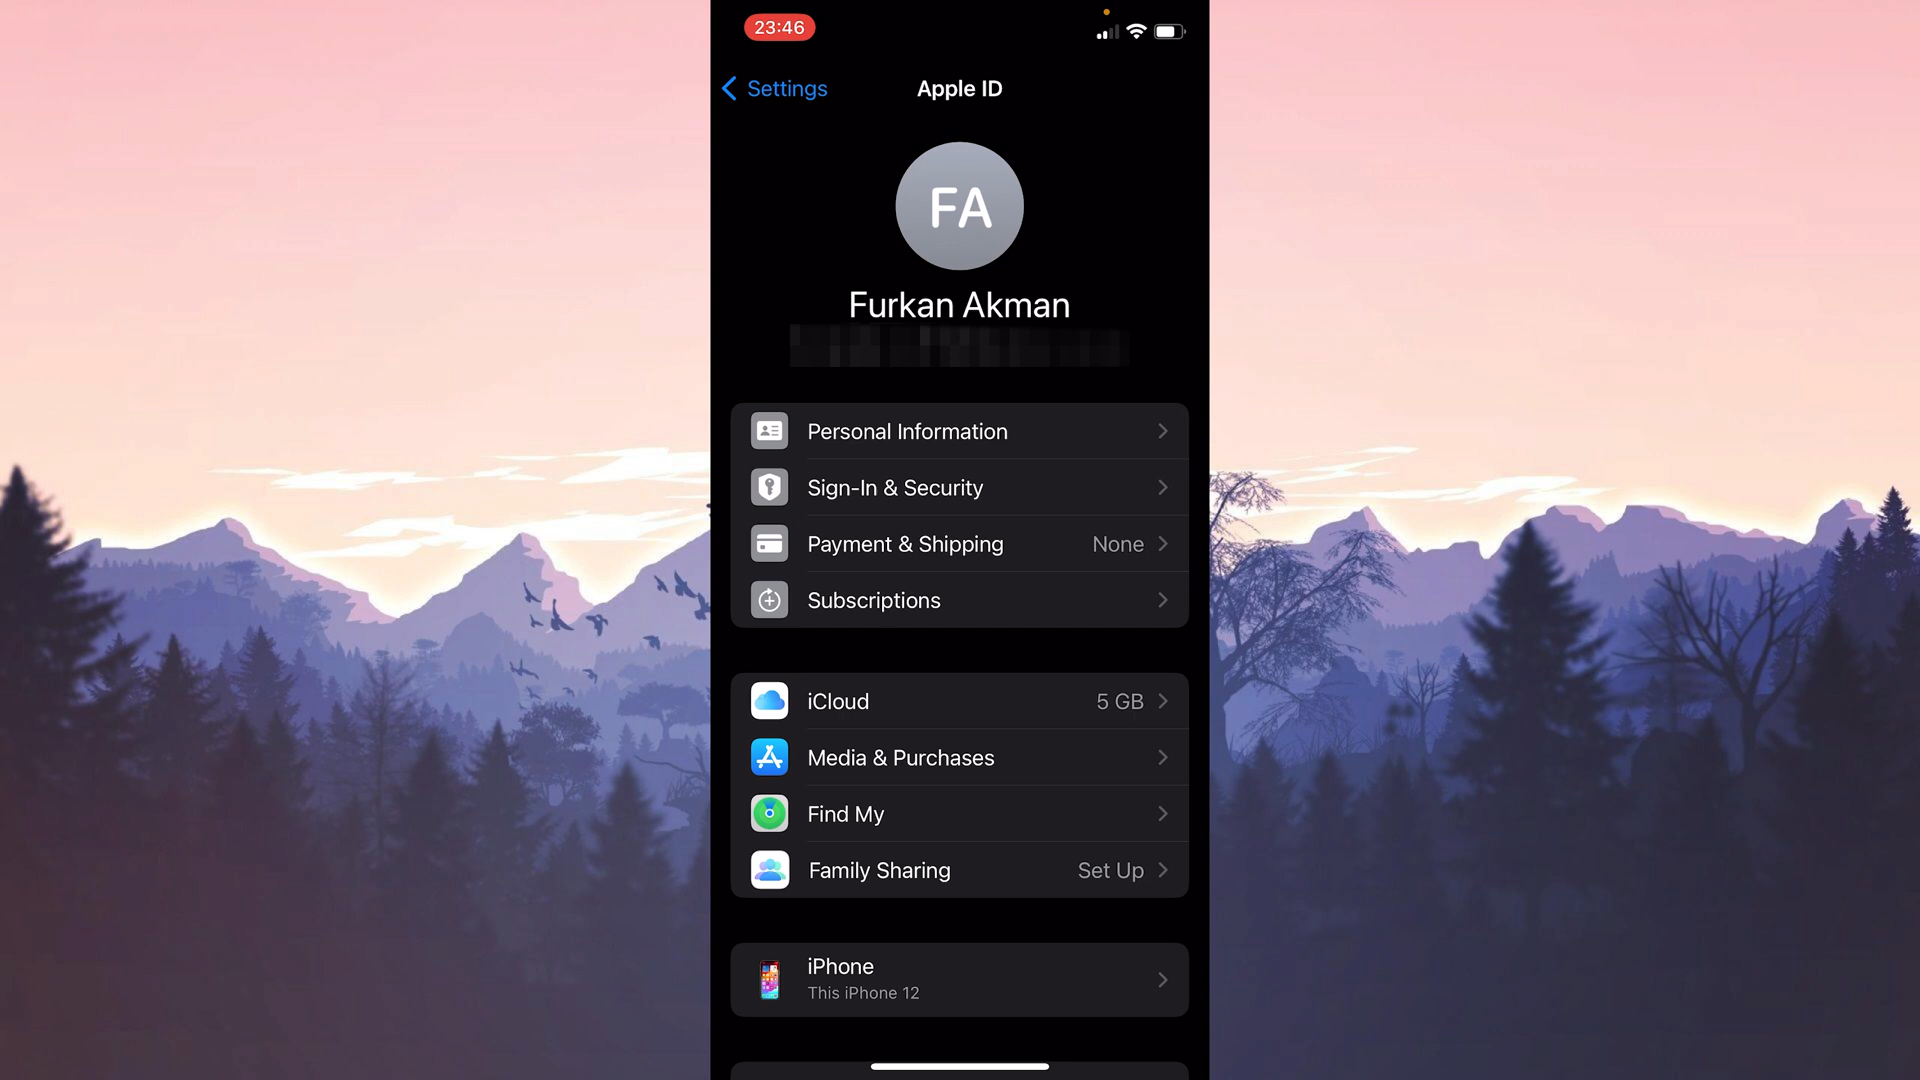 23:46
Settings
Apple ID
FA
Furkan Akman
Personal Information
Sign-In & Security
Payment & Shipping None
Subscriptions
iCloud 5 GB
Media & Purchases
Find My
Family Sharing Set Up
iPhone
This iPhone 12